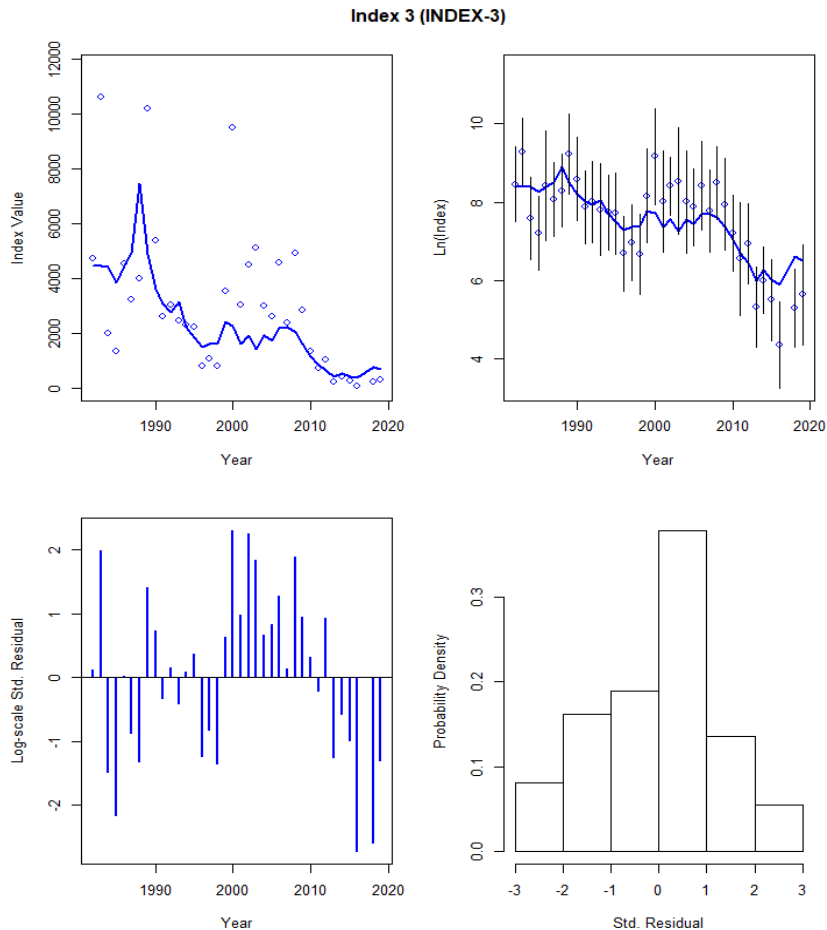 Index 3 (INDEX-3)
Index Value
12000
10000
8000
6000
4000
2000
0
1990 2000 2010 2020
Year
Ln(Index)
10
8
6
4
1990 2000 2010 2020
Year
Log-scale Std. Residual
2
1
0
-1
-2
1990 2000 2010 2020
Year
Probability Density
0.3
0.2
0.1
0.0
-3 -2 -1 0 1 2 3
Std. Residual